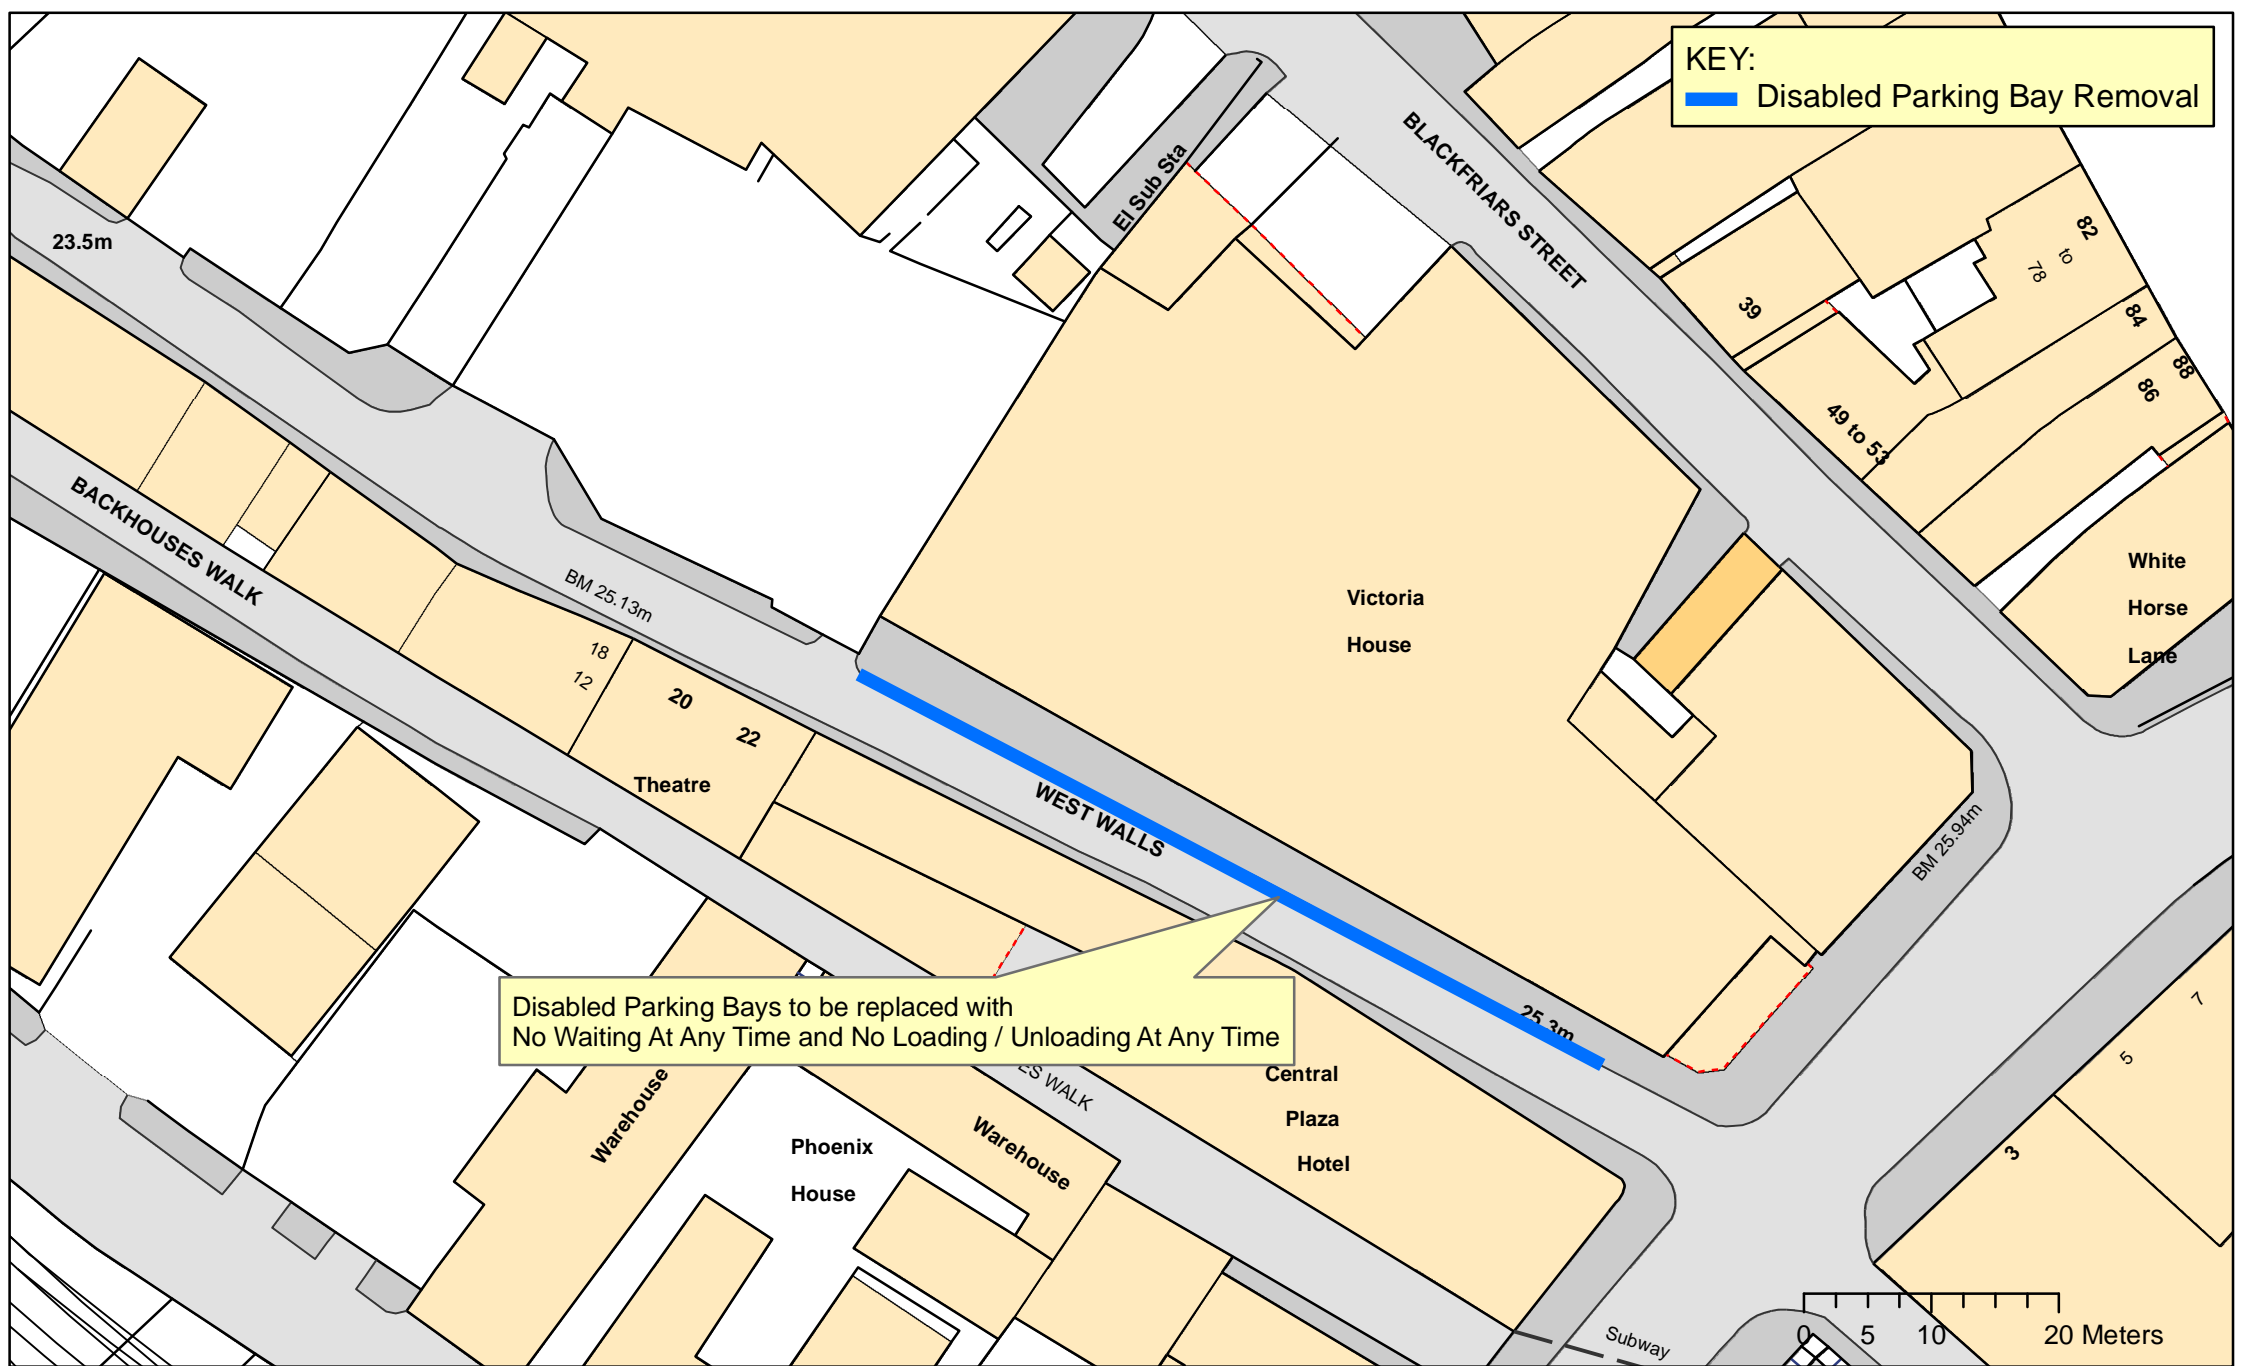 KEY:
Disabled Parking Bay Removal
BLACKFRIARS STREET
El Sub Sta
23.5m
82
to
78
39
84
88
86
49 to 53
BACKHOUSES WALK
BM 25.13m
White
Horse
Lane
Victoria
House
18
12
20
22
Theatre
WEST WALLS
BM 25.94m
Disabled Parking Bays to be replaced with
No Waiting At Any Time and No Loading / Unloading At Any Time
25.3m
7
5
3
Central
Plaza
Hotel
ES WALK
Warehouse
Phoenix
House
Warehouse
Subway
0 5 10 20 Meters